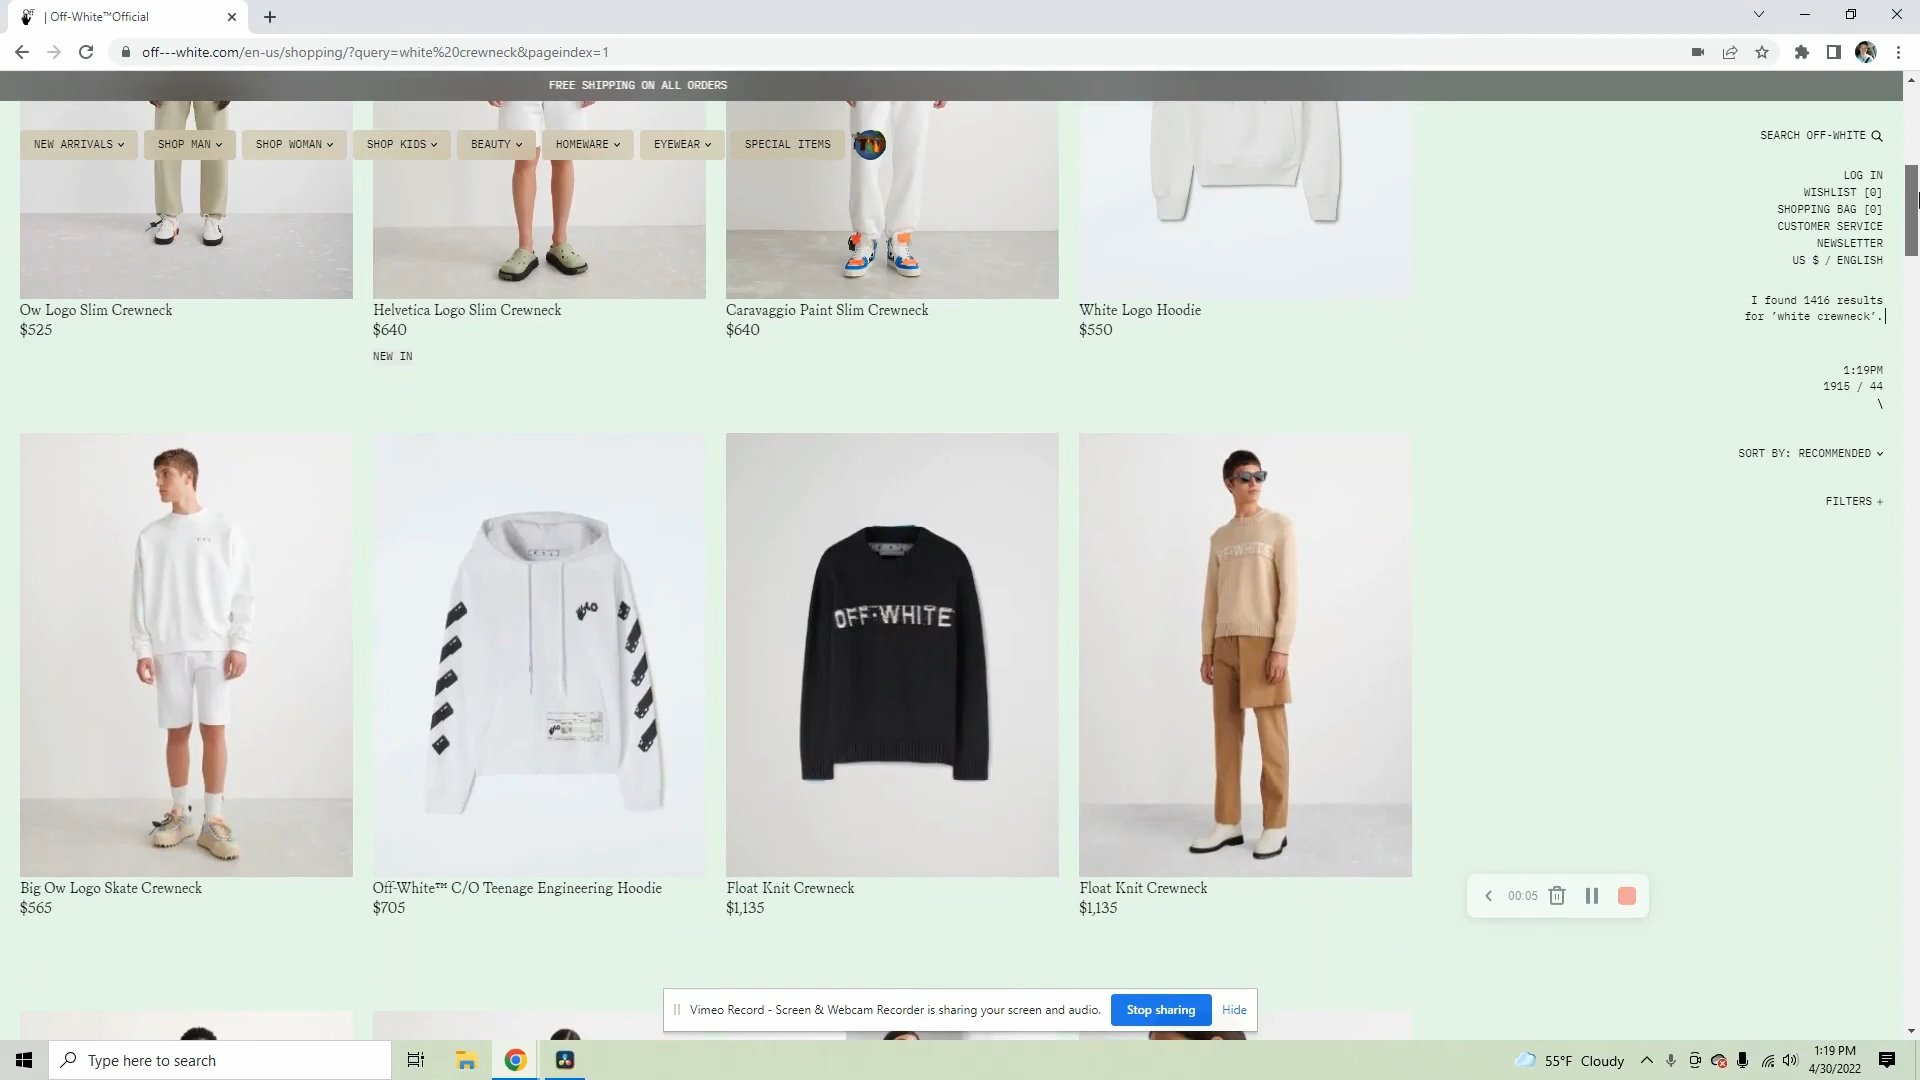 | Off-White™Official
off---white.com/en-us/shopping/?query=white%20crewneck&pageindex=1
FREE SHIPPING ON ALL ORDERS
NEW ARRIVALS SHOP MAN SHOP WOMAN SHOP KIDS BEAUTY HOMEWARE EYEWEAR SPECIAL ITEMS TV
SEARCH OFF-WHITE
LOG IN
WISHLIST [0]
SHOPPING BAG [0]
CUSTOMER SERVICE
NEWSLETTER
US $ / ENGLISH
I found 1416 results
for 'white crewneck'.
1:19PM
1915 / 44
\
SORT BY: RECOMMENDED
FILTERS +
Ow Logo Slim Crewneck
$525
Helvetica Logo Slim Crewneck
$640
NEW IN
Caravaggio Paint Slim Crewneck
$640
White Logo Hoodie
$550
OFF-WHITE
OFF-WHITE
Big Ow Logo Skate Crewneck
$565
Off-White™ C/O Teenage Engineering Hoodie
$705
Float Knit Crewneck
$1,135
Float Knit Crewneck
$1,135
00:05
Vimeo Record - Screen & Webcam Recorder is sharing your screen and audio. Stop sharing Hide
Type here to search
55°F Cloudy
1:19 PM
4/30/2022